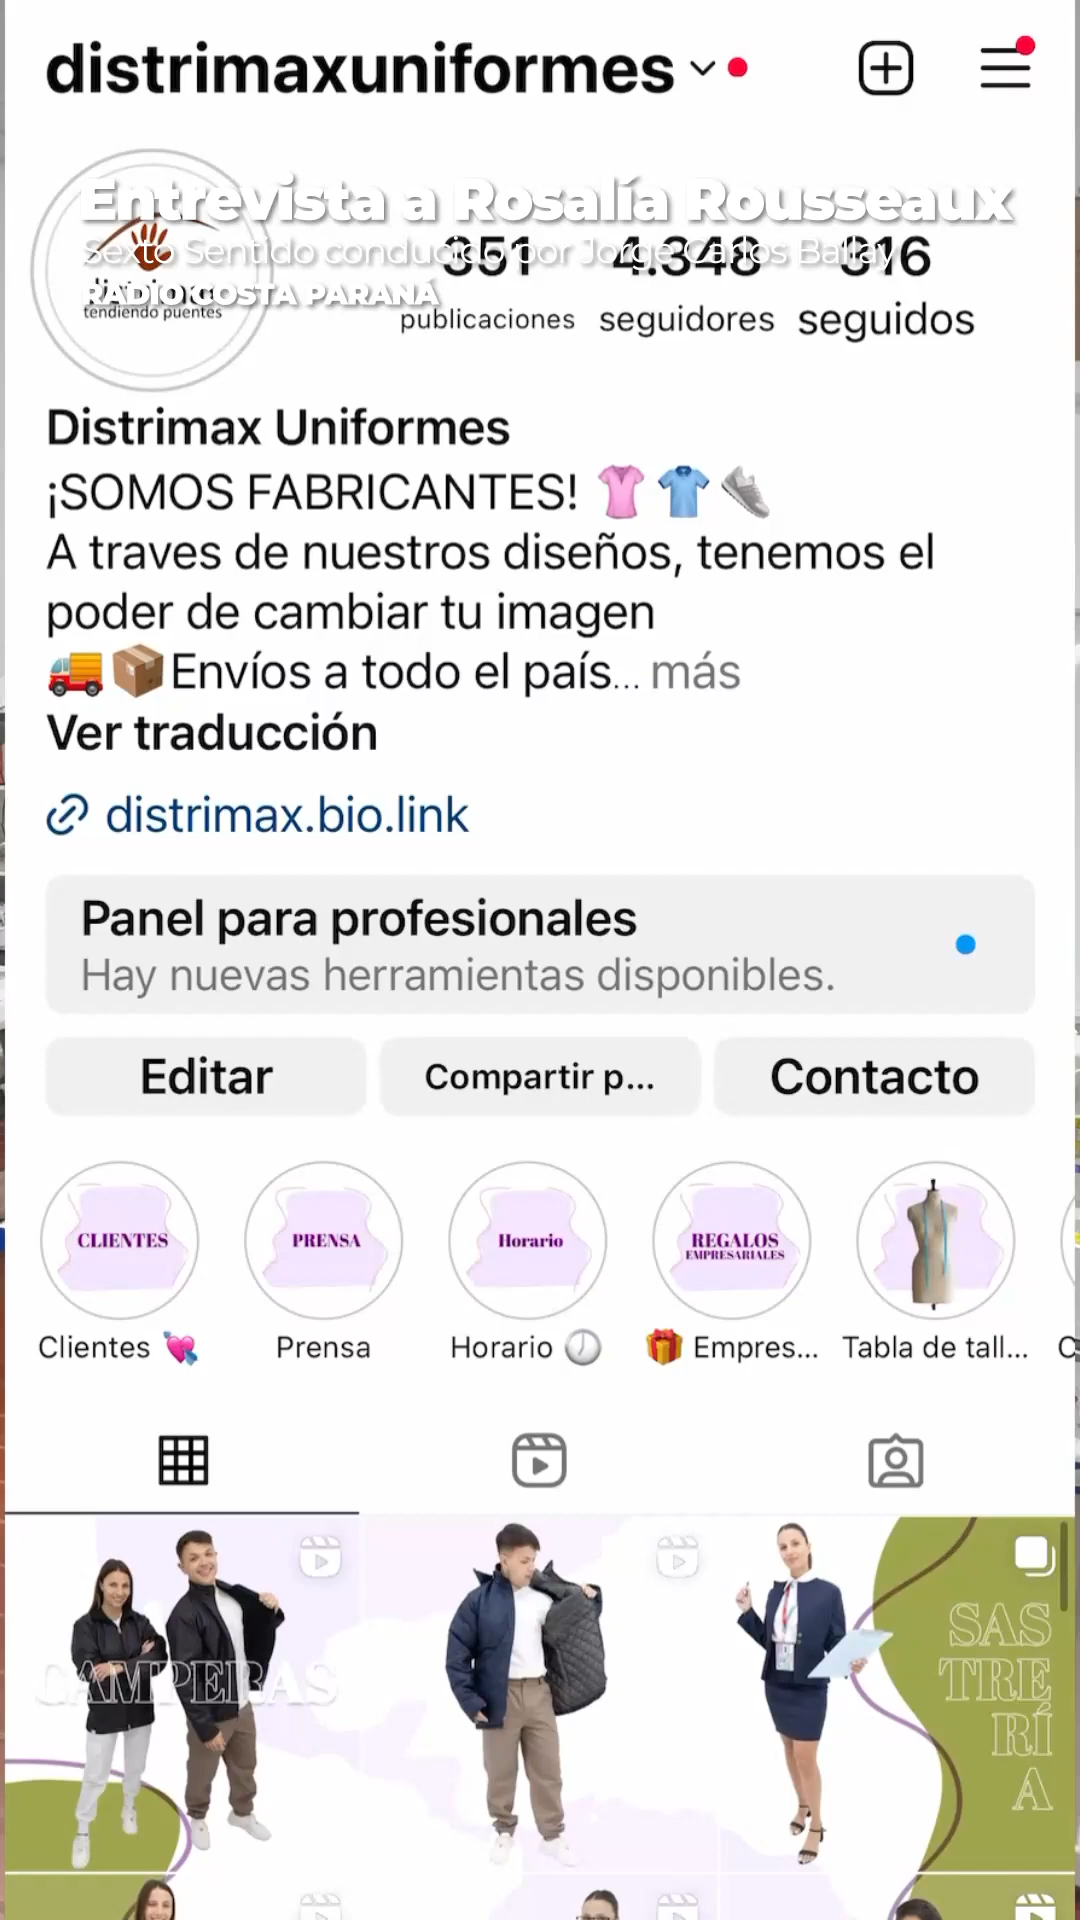 distrimaxuniformes
Entrevista a Rosalía Rousseaux
Sexto Sentido conducido por Jorge Carlos Ballay
RADIO COSTA PARANÁ
tendiendo puentes
351 4.348 316
publicaciones seguidores seguidos
Distrimax Uniformes
¡SOMOS FABRICANTES! 👚👕👟
A traves de nuestros diseños, tenemos el
poder de cambiar tu imagen
🚚📦Envíos a todo el país... más
Ver traducción
distrimax.bio.link
Panel para profesionales
Hay nuevas herramientas disponibles.
Editar Compartir p... Contacto
CLIENTES PRENSA Horario REGALOS
EMPRESARIALES
Clientes 💘 Prensa Horario 🕖 🎁 Empres... Tabla de tall... C
CAMPERAS
SAS
TRE
RÍ
A